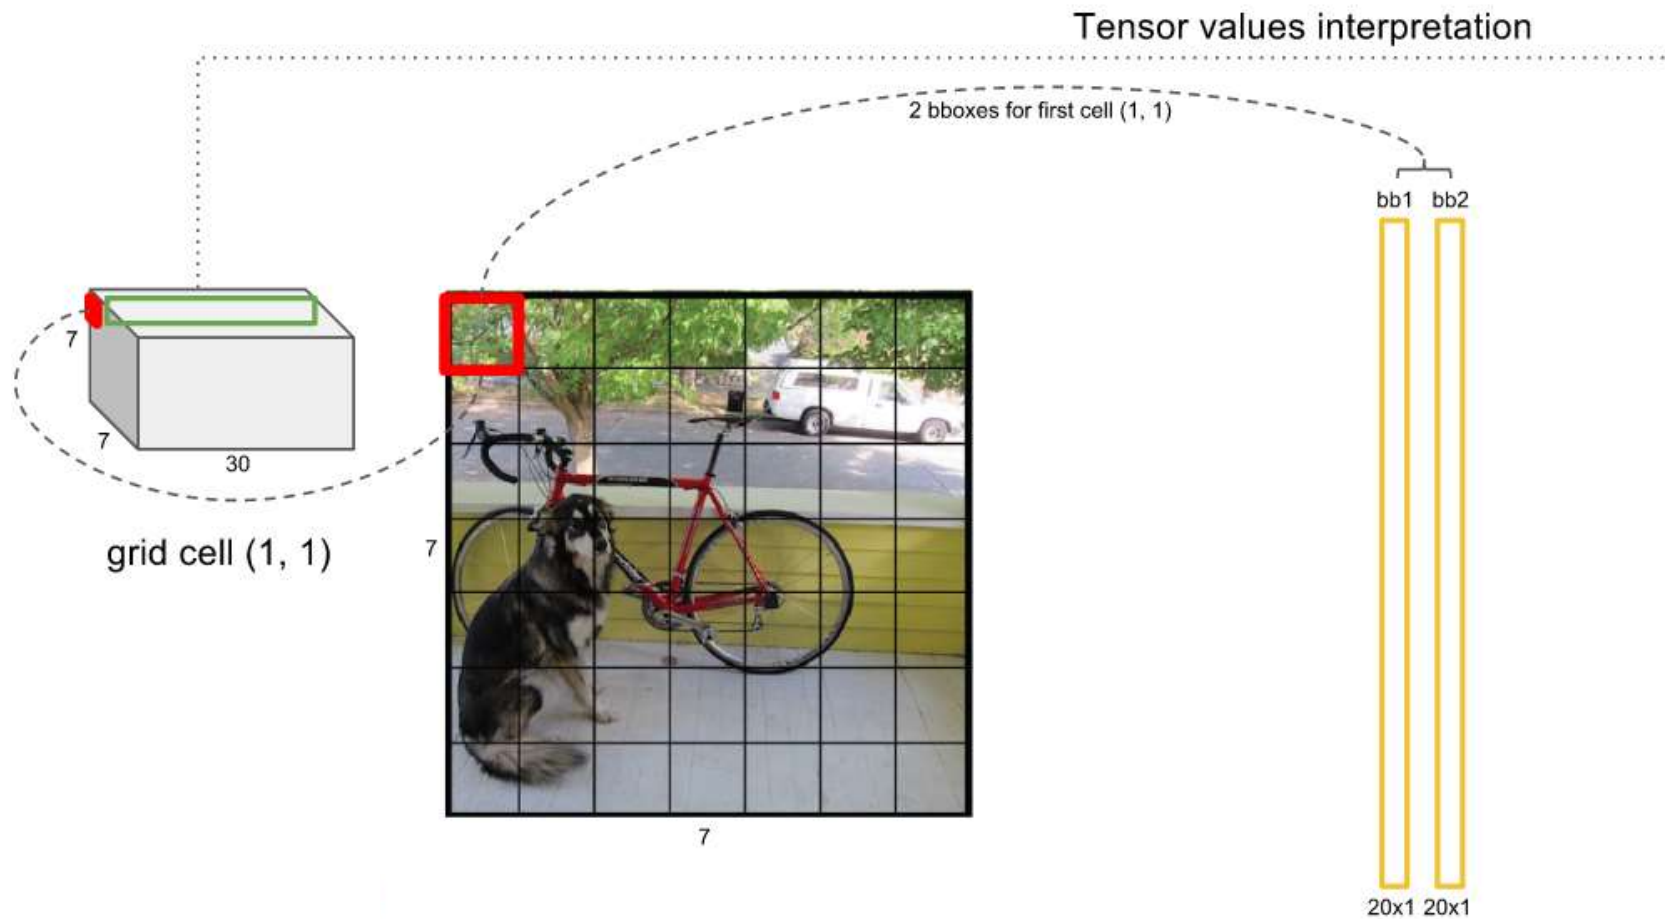 Tensor values interpretation
2 bboxes for first cell (1, 1)
bb1 bb2
7
7
30
grid cell (1, 1)
7
7
20x1 20x1